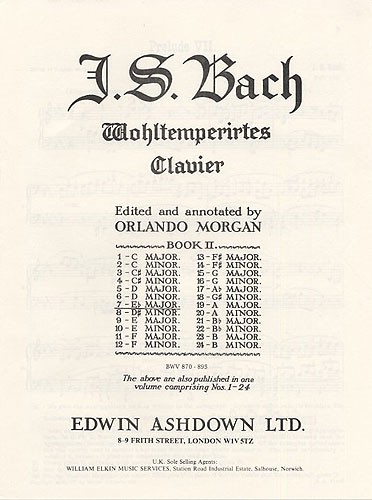 J.S. Bach
Wohltemperirtes
Clavier
Edited and annotated by
ORLANDO MORGAN
BOOK II.
1 - C MAJOR. 13 - F♯ MAJOR.
2 - C MINOR. 14 - F♯ MINOR.
3 - C♯ MAJOR. 15 - G MAJOR.
4 - C♯ MINOR. 16 - G MINOR.
5 - D MAJOR. 17 - A♭ MAJOR.
6 - D MINOR. 18 - G♯ MINOR.
7 - E♭ MAJOR. 19 - A MAJOR.
8 - D♯ MINOR. 20 - A MINOR.
9 - E MAJOR. 21 - B♭ MAJOR.
10 - E MINOR. 22 - B♭ MINOR.
11 - F MAJOR. 23 - B MAJOR.
12 - F MINOR. 24 - B MINOR.
BWV 870 - 893
The above are also published in one
volume comprising Nos. 1-24
EDWIN ASHDOWN LTD.
8-9 FRITH STREET, LONDON W1V 5TZ
U.K. Sole Selling Agents:
WILLIAM ELKIN MUSIC SERVICES, Station Road Industrial Estate, Salhouse, Norwich.